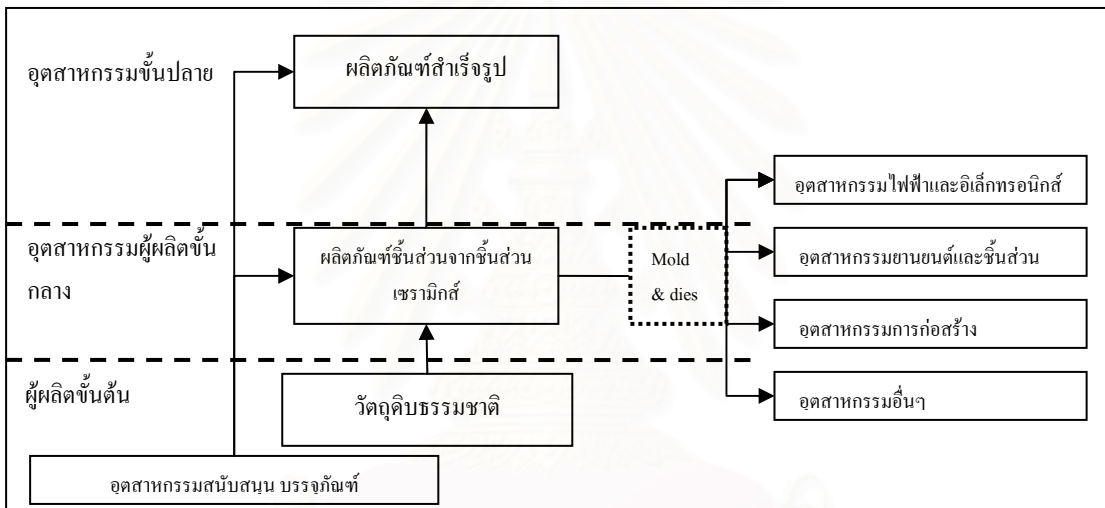 อุตสาหกรรมขั้นปลาย
ผลิตภัณฑ์สำเร็จรูป
อุตสาหกรรมไฟฟ้าและอิเล็กทรอนิกส์
อุตสาหกรรมผู้ผลิตขั้น
กลาง
ผลิตภัณฑ์ชิ้นส่วนจากชิ้นส่วน
เซรามิกส์
Mold
& dies
อุตสาหกรรมยานยนต์และชิ้นส่วน
อุตสาหกรรมการก่อสร้าง
ผู้ผลิตขั้นต้น
วัตถุดิบธรรมชาติ
อุตสาหกรรมอื่นๆ
อุตสาหกรรมสนับสนุน บรรจุภัณฑ์